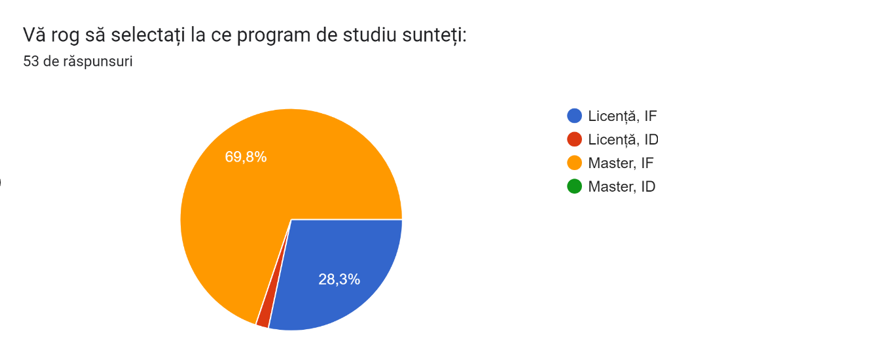 Vă rog să selectați la ce program de studiu sunteți:
53 de răspunsuri
69,8%
28,3%
Licență, IF
Licență, ID
Master, IF
Master, ID